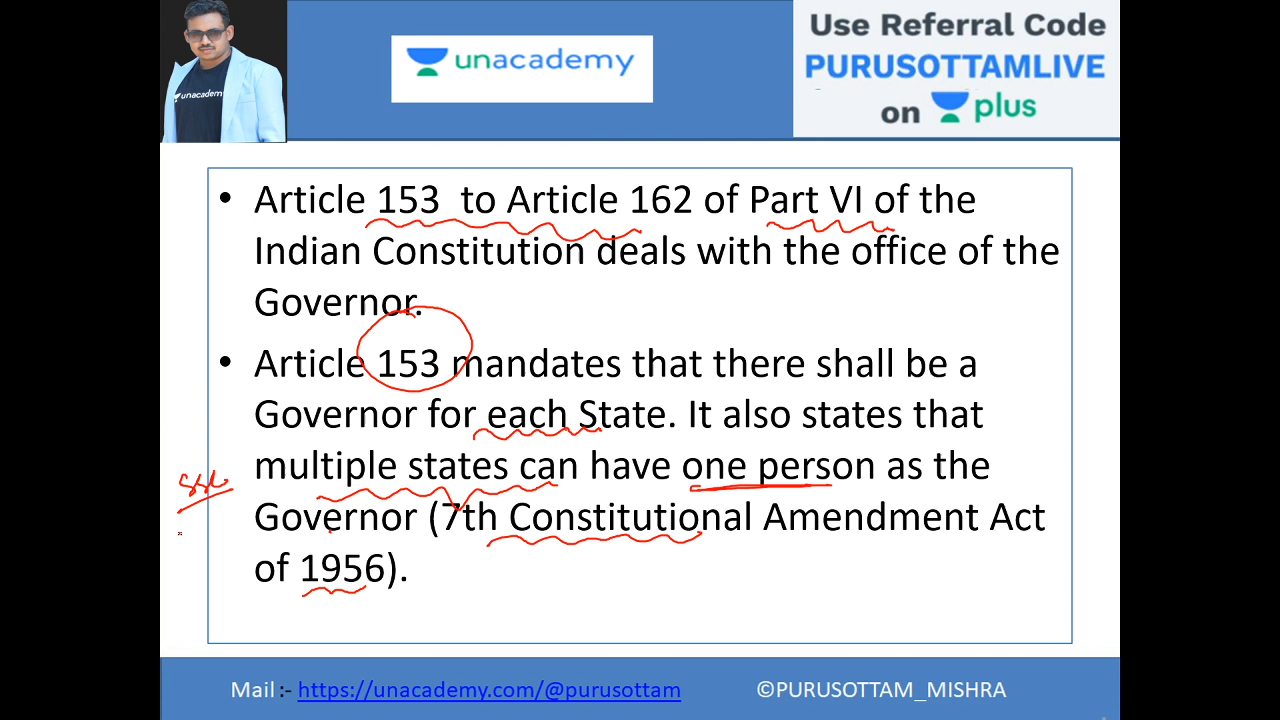 unacademy
unacademy
Use Referral Code
PURUSOTTAMLIVE
on plus
• Article 153 to Article 162 of Part VI of the
Indian Constitution deals with the office of the
Governor.
• Article 153 mandates that there shall be a
Governor for each State. It also states that
multiple states can have one person as the
Governor (7th Constitutional Amendment Act
of 1956).
Mail :- https://unacademy.com/@purusottam
©PURUSOTTAM_MISHRA